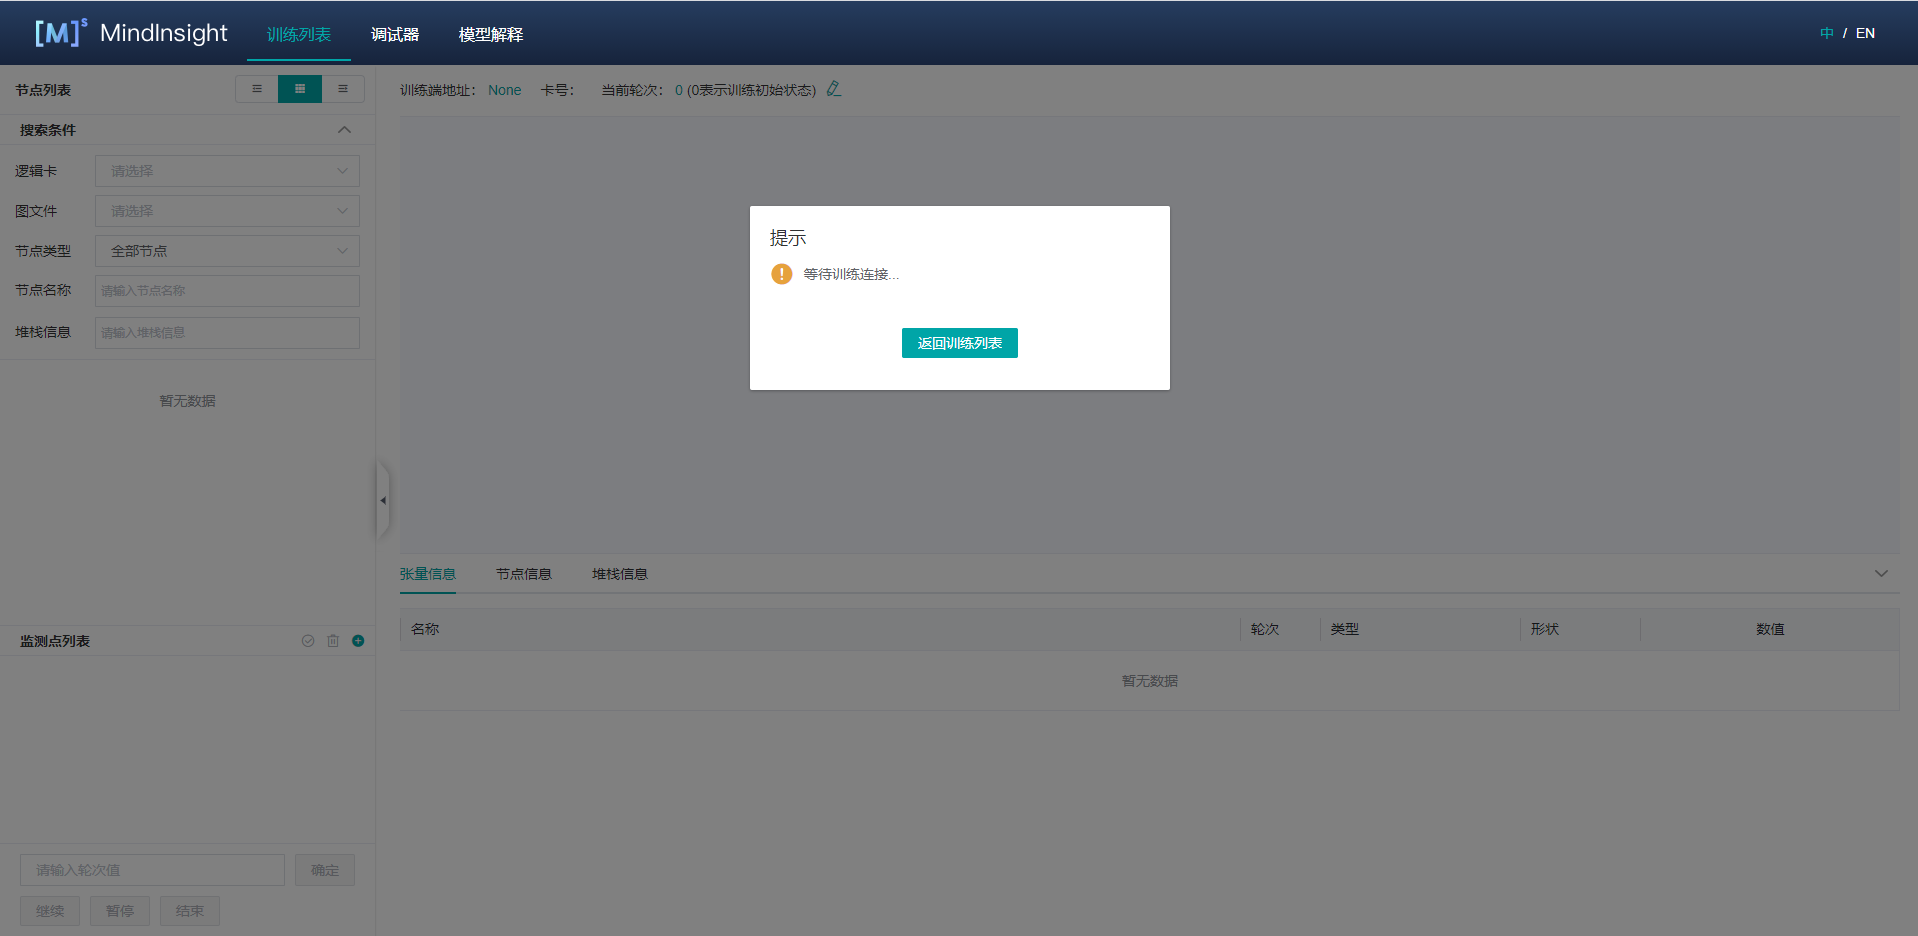 [M]s MindInsight 训练列表 调试器 模型解释 中 / EN
节点列表
训练端地址： None 卡号： 当前轮次： 0 (0表示训练初始状态)
搜索条件
逻辑卡 请选择
图文件 请选择
节点类型 全部节点
节点名称 请输入节点名称
堆栈信息 请输入堆栈信息
暂无数据
提示
等待训练连接...
返回训练列表
张量信息 节点信息 堆栈信息
名称 轮次 类型 形状 数值
暂无数据
监测点列表
请输入轮次值 确定
继续 暂停 结束